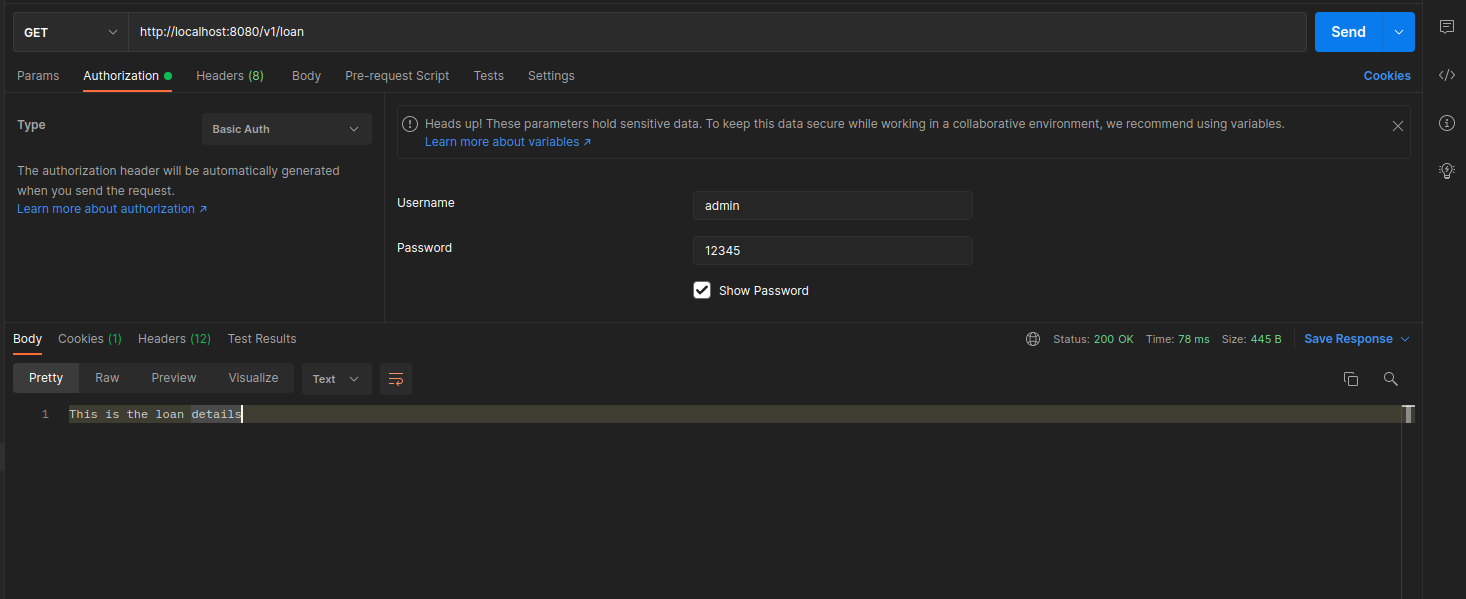 GET http://localhost:8080/v1/loan Send
Params Authorization Headers (8) Body Pre-request Script Tests Settings Cookies
Type Basic Auth
The authorization header will be automatically generated
when you send the request.
Learn more about authorization ↗
Heads up! These parameters hold sensitive data. To keep this data secure while working in a collaborative environment, we recommend using variables.
Learn more about variables ↗
Username admin
Password 12345
Show Password
Body Cookies (1) Headers (12) Test Results Status: 200 OK Time: 78 ms Size: 445 B Save Response
Pretty Raw Preview Visualize Text
1 This is the loan details